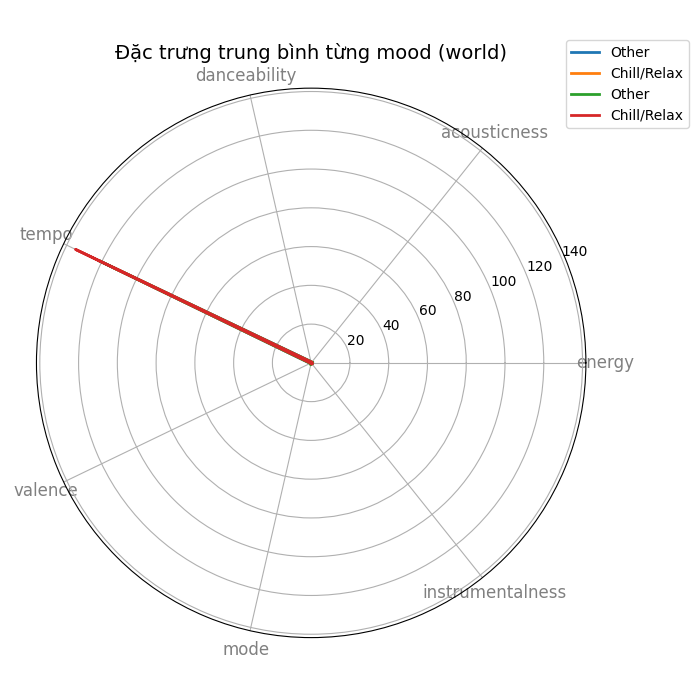 Đặc trưng trung bình từng mood (world)
Other
Chill/Relax
Other
Chill/Relax
danceability
acousticness
tempo
140
120
100
80
60
40
20
energy
valence
instrumentalness
mode